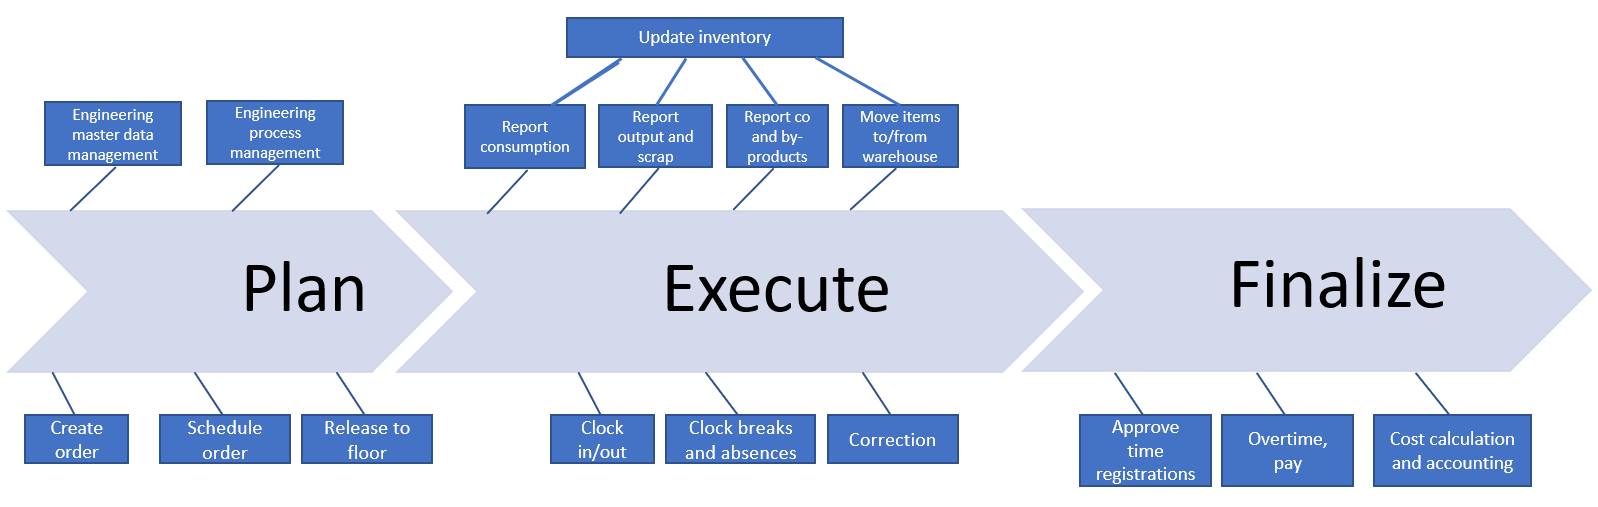 Update inventory
Engineering
master data
management
Engineering
process
management
Report
consumption
Report
output and
scrap
Report co
and by-
products
Move items
to/from
warehouse
Plan
Execute
Finalize
Create
order
Schedule
order
Release to
floor
Clock
in/out
Clock breaks
and absences
Correction
Approve
time
registrations
Overtime,
pay
Cost calculation
and accounting